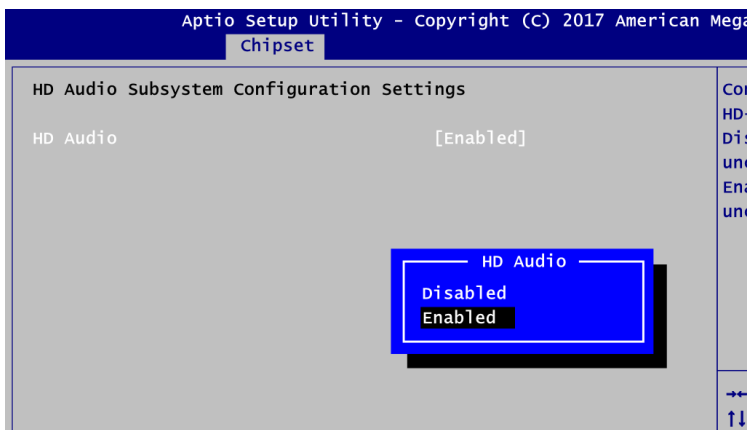 Aptio Setup Utility – Copyright (C) 2017 American
Chipset
HD Audio Subsystem Configuration Settings
HD Audio [Enabled]
HD Audio
Disabled
Enabled